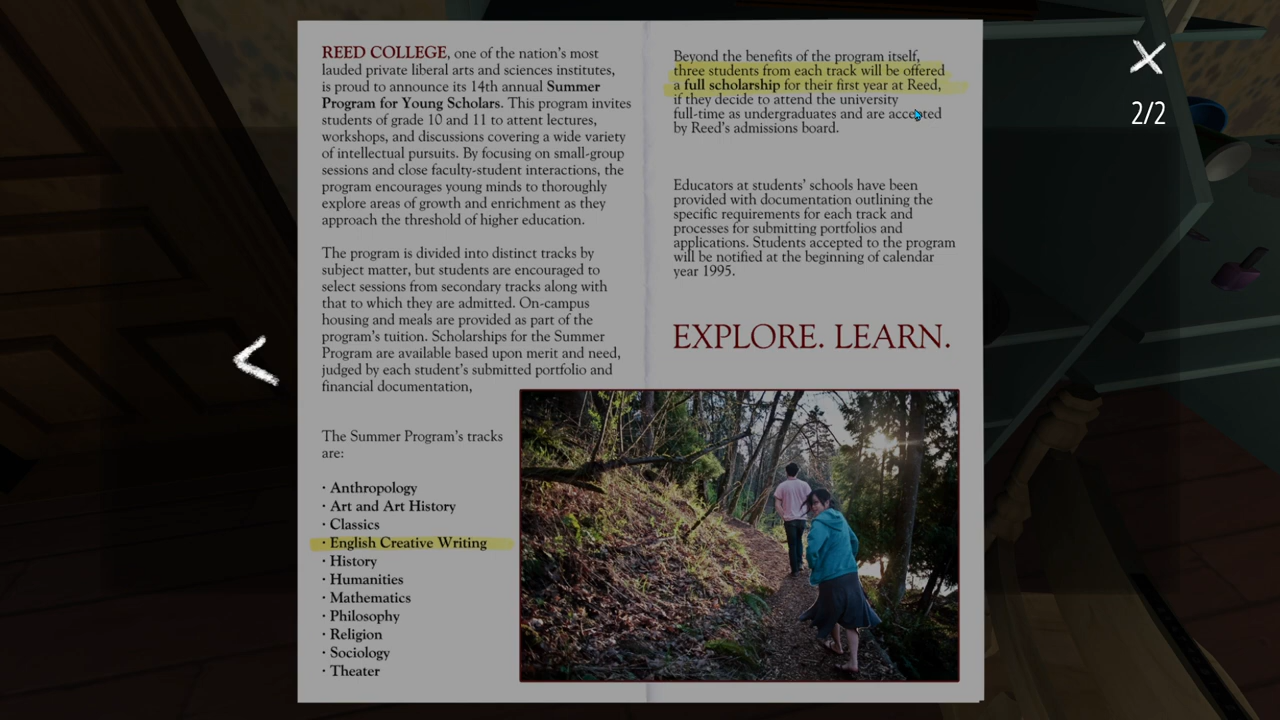 REED COLLEGE, one of the nation's most
lauded private liberal arts and sciences institutes,
is proud to announce its 14th annual Summer
Program for Young Scholars. This program invites
students of grade 10 and 11 to attent lectures,
workshops, and discussions covering a wide variety
of intellectual pursuits. By focusing on small-group
sessions and close faculty-student interactions, the
program encourages young minds to thoroughly
explore areas of growth and enrichment as they
approach the threshold of higher education.
The program is divided into distinct tracks by
subject matter, but students are encouraged to
select sessions from secondary tracks along with
that to which they are admitted. On-campus
housing and meals are provided as part of the
program's tuition. Scholarships for the Summer
Program are available based upon merit and need,
judged by each student's submitted portfolio and
financial documentation,
The Summer Program's tracks
are:
· Anthropology
· Art and Art History
· Classics
· English Creative Writing
· History
· Humanities
· Mathematics
· Philosophy
· Religion
· Sociology
· Theater
Beyond the benefits of the program itself,
three students from each track will be offered
a full scholarship for their first year at Reed,
if they decide to attend the university
full-time as undergraduates and are accepted
by Reed's admissions board.
Educators at students' schools have been
provided with documentation outlining the
specific requirements for each track and
processes for submitting portfolios and
applications. Students accepted to the program
will be notified at the beginning of calendar
year 1995.
EXPLORE. LEARN.
2/2